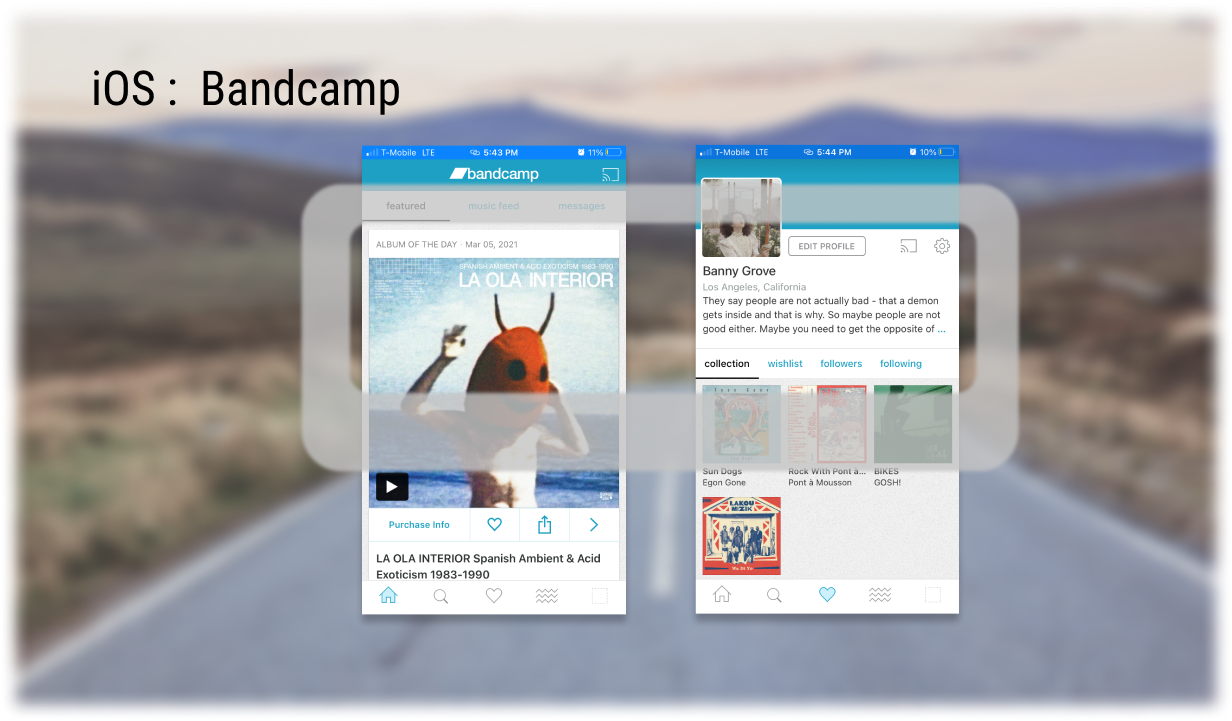 iOS : Bandcamp
T-Mobile LTE 5:43 PM 11%
bandcamp
featured music feed messages
ALBUM OF THE DAY · Mar 05, 2021
SPANISH AMBIENT & ACID EXOTICISM 1983-1990
LA OLA INTERIOR
Purchase Info
LA OLA INTERIOR Spanish Ambient & Acid
Exoticism 1983-1990
T-Mobile LTE 5:44 PM 10%
EDIT PROFILE
Banny Grove
Los Angeles, California
They say people are not actually bad - that a demon
gets inside and that is why. So maybe people are not
good either. Maybe you need to get the opposite of ...
collection wishlist followers following
Sun Dogs
Egon Gone
Rock With Pont à...
Pont à Mousson
BIKES
GOSH!
LAKOU
MIZIK
Wa Di Yo